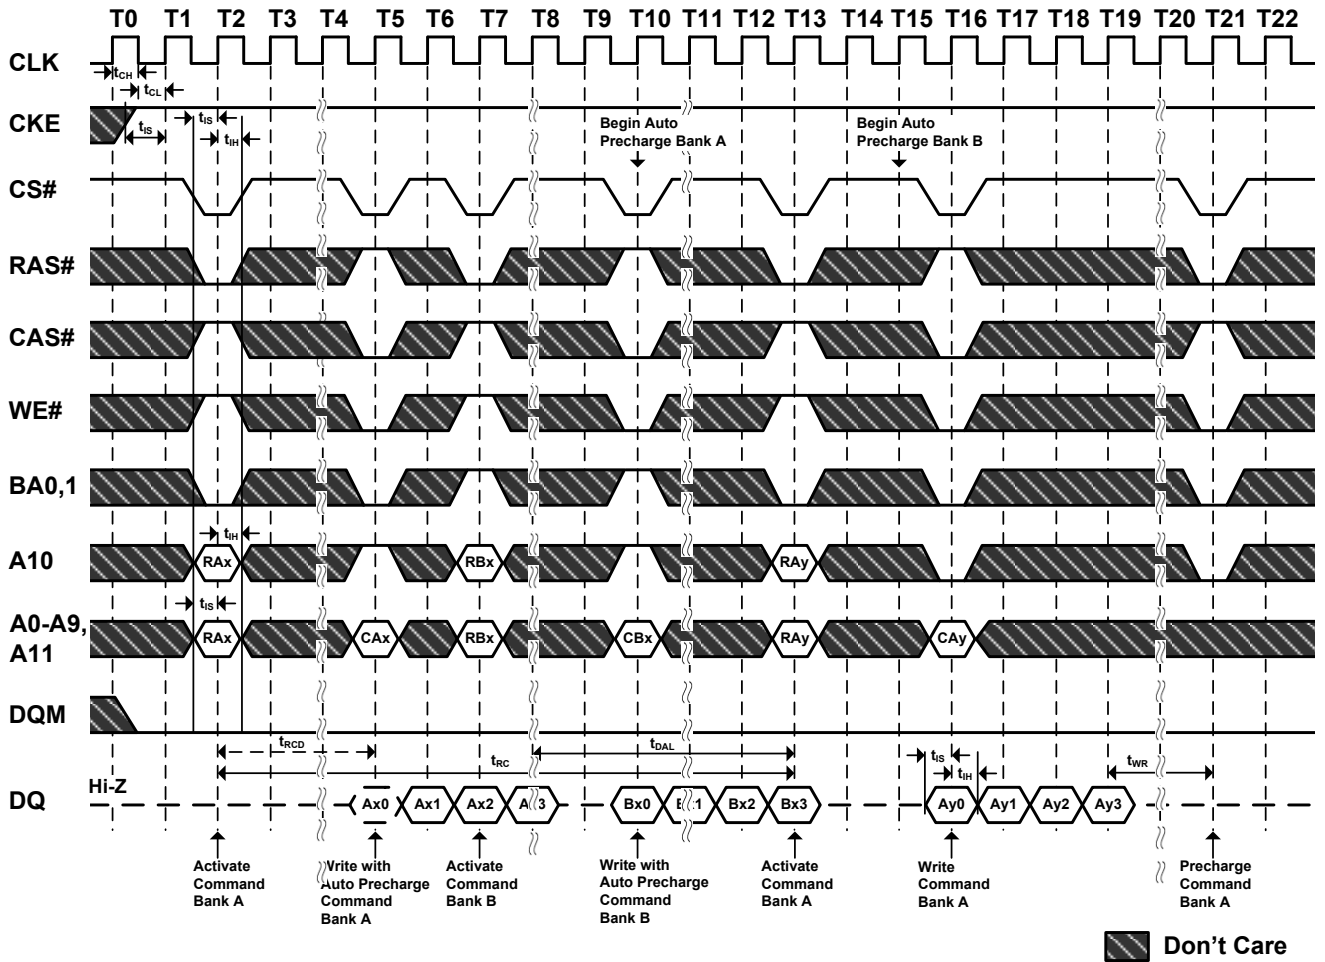 T0 T1 T2 T3 T4 T5 T6 T7 T8 T9 T10 T11 T12 T13 T14 T15 T16 T17 T18 T19 T20 T21 T22
CLK
tCH
tCL
CKE
tIS
tIS
tIH
Begin Auto
Precharge Bank A
Begin Auto
Precharge Bank B
CS#
RAS#
CAS#
WE#
BA0,1
tIH
A10
RAx RBx RAy
tIS
A0-A9,
A11
RAx CAx RBx CBx RAy CAy
DQM
tRCD
tDAL
tRC
tIS
tIH
tWR
Hi-Z
DQ
Ax0 Ax1 Ax2 Bx0 Bx2 Bx3 Ay0 Ay1 Ay2 Ay3
Activate
Command
Bank A
Write with
Auto Precharge
Command
Bank A
Activate
Command
Bank B
Write with
Auto Precharge
Command
Bank B
Activate
Command
Bank A
Write
Command
Bank A
Precharge
Command
Bank A
Don't Care